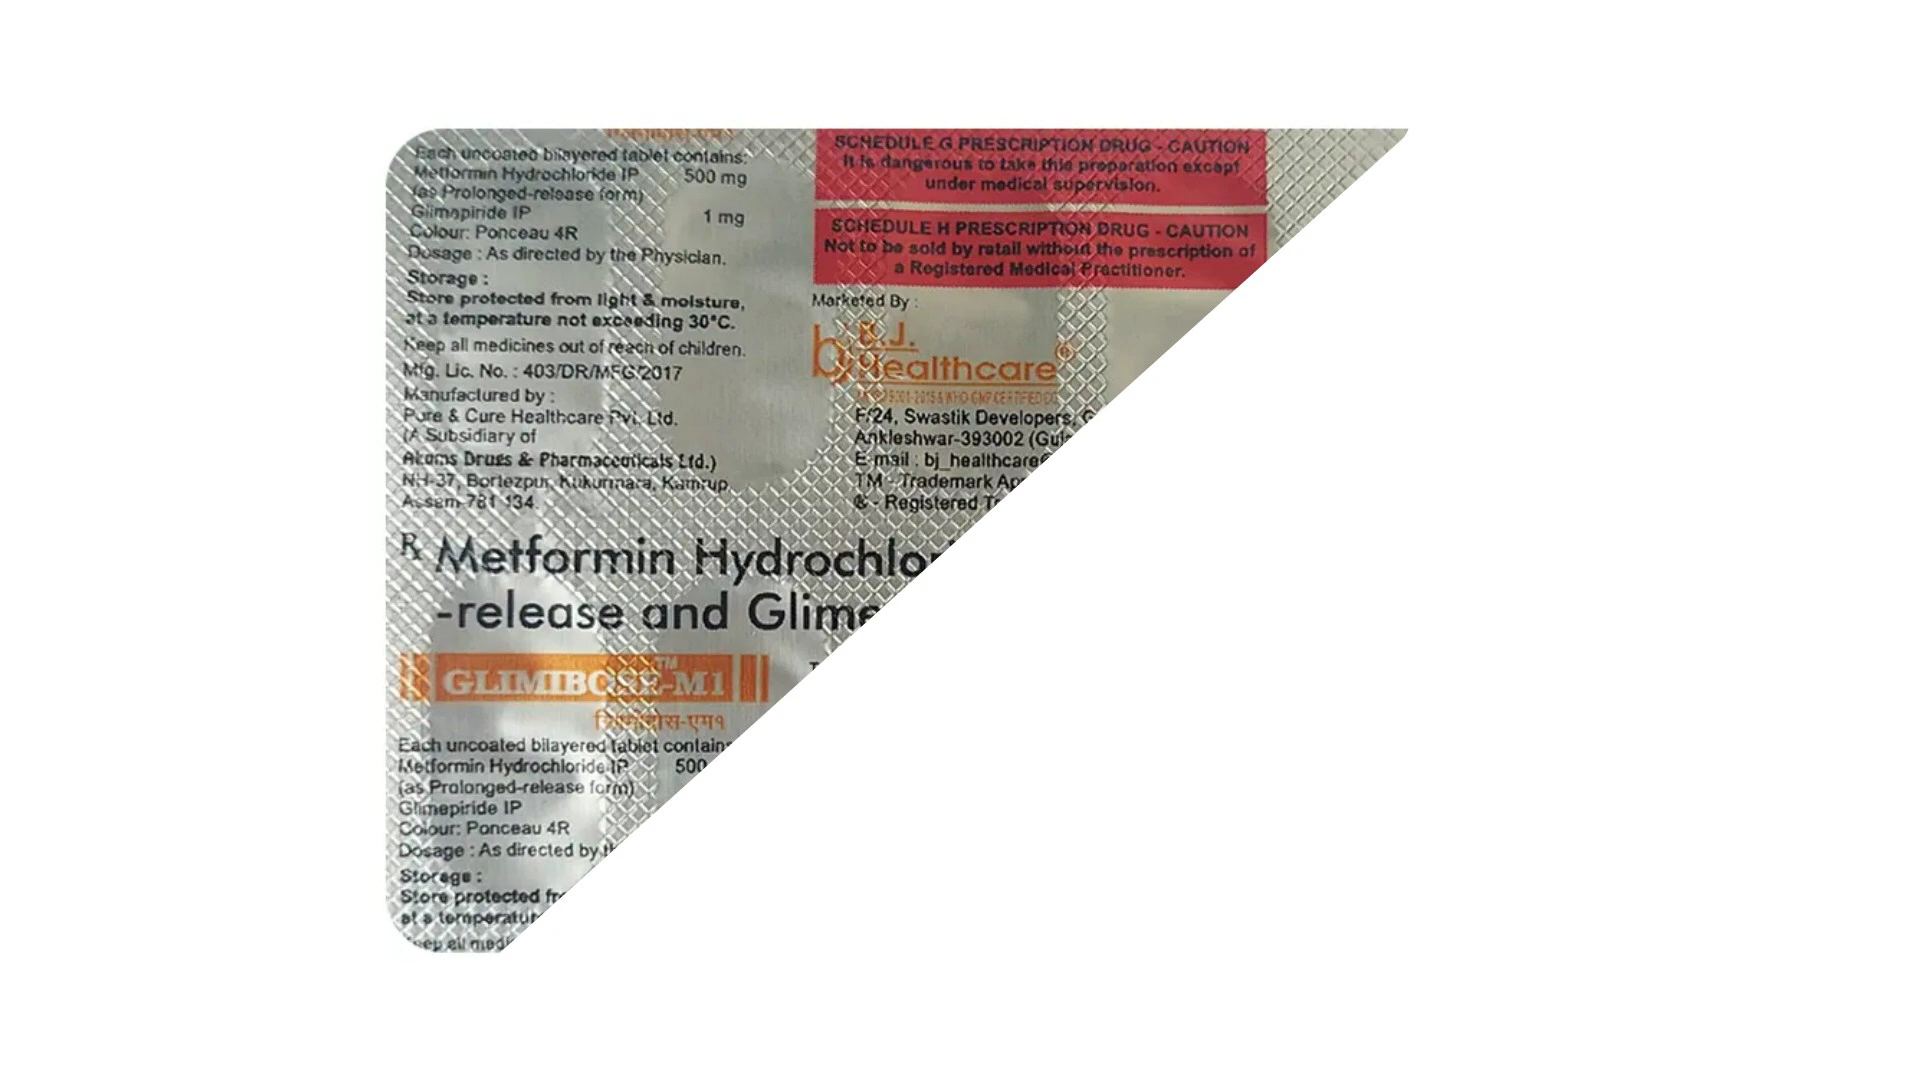 Each uncoated bilayered tablet contains:
Metformin Hydrochloride IP 500 mg
(as Prolonged-release form)
Glimepiride IP 1 mg
Colour: Ponceau 4R
Dosage : As directed by the Physician.
Storage :
Store protected from light & moisture,
at a temperature not exceeding 30°C.
Keep all medicines out of reach of children.
Mfg. Lic. No. : 403/DR/MFG/2017
Manufactured by :
Pure & Cure Healthcare Pvt. Ltd.
(A Subsidiary of
Akums Drugs & Pharmaceuticals Ltd.)
NH-37, Kukurmara, Kamrup,
Assam-781 134.
SCHEDULE G PRESCRIPTION DRUG - CAUTION
It is dangerous to take this preparation except
under medical supervision.
SCHEDULE H PRESCRIPTION DRUG - CAUTION
Not to be sold by retail without the prescription of
a Registered Medical Practitioner.
Marketed By :
bj B.J.
Healthcare®
F/24, Swastik Developers,
Ankleshwar-393002
E-mail : bj_healthcare
TM - Trademark
® - Registered
Rx Metformin Hydrochlor
-release and Glime
GLIMIBOSE-M1™
Each uncoated bilayered tablet contain
Metformin Hydrochloride IP 500
(as Prolonged-release form)
Glimepiride IP
Colour: Ponceau 4R
Dosage : As directed by
Storage :
Store protected
at a temperatur
Keep all medi